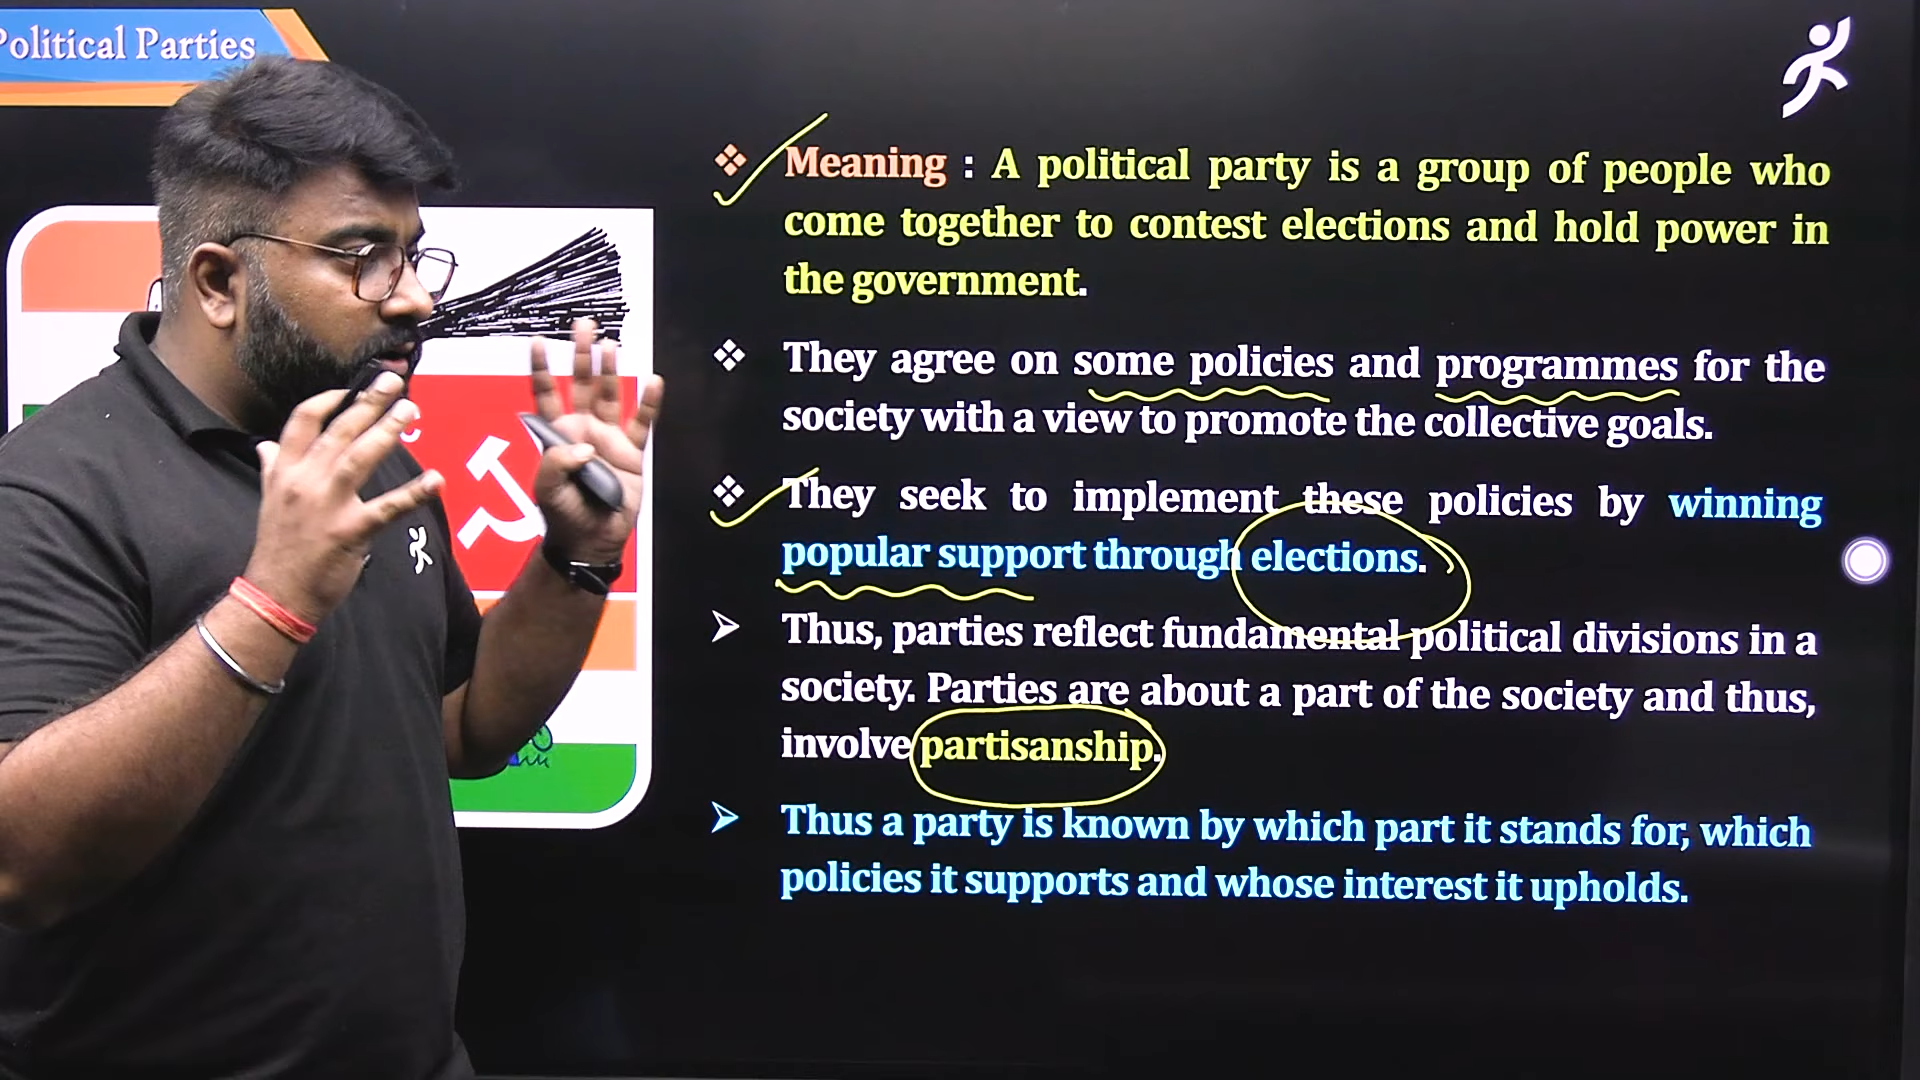 Political Parties
Meaning : A political party is a group of people who
come together to contest elections and hold power in
the government.
They agree on some policies and programmes for the
society with a view to promote the collective goals.
They seek to implement these policies by winning
popular support through elections.
Thus, parties reflect fundamental political divisions in a
society. Parties are about a part of the society and thus,
involve partisanship.
Thus a party is known by which part it stands for, which
policies it supports and whose interest it upholds.